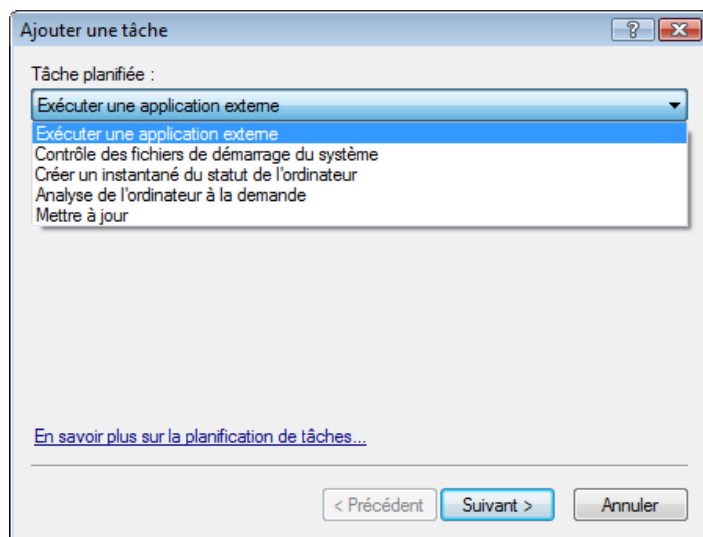 Ajouter une tâche
Tâche planifiée :
Exécuter une application externe
Exécuter une application externe
Contrôle des fichiers de démarrage du système
Créer un instantané du statut de l'ordinateur
Analyse de l'ordinateur à la demande
Mettre à jour
En savoir plus sur la planification de tâches...
< Précédent Suivant > Annuler